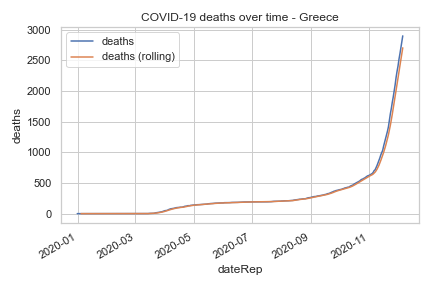 COVID-19 deaths over time - Greece
deaths
deaths (rolling)
deaths
3000
2500
2000
1500
1000
500
0
2020-01
2020-03
2020-05
2020-07
2020-09
2020-11
dateRep